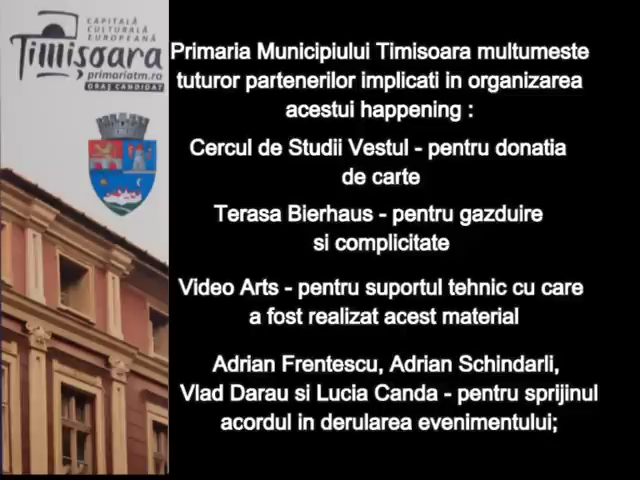 CAPITALĂ
CULTURALĂ
EUROPEANĂ
Timișoara
primariatm.ro
ORAȘ CANDIDAT
Primaria Municipiului Timisoara multumeste
tuturor partenerilor implicati in organizarea
acestui happening :
Cercul de Studii Vestul - pentru donatia
de carte
Terasa Bierhaus - pentru gazduire
si complicitate
Video Arts - pentru suportul tehnic cu care
a fost realizat acest material
Adrian Frentescu, Adrian Schindarli,
Vlad Darau si Lucia Canda - pentru sprijinul
acordul in derularea evenimentului;